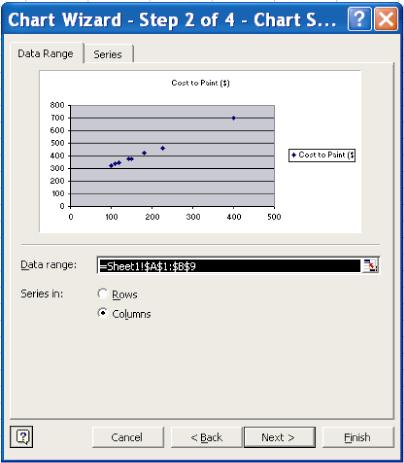 Chart Wizard - Step 2 of 4 - Chart S... ? X
Data Range Series
Cost to Paint ($)
800
700
600
500
400
300
200
100
0
0 100 200 300 400 500
Cost to Paint ($
Data range: =Sheet1!$A$1:$B$9
Series in: Rows
Columns
? Cancel < Back Next > Finish